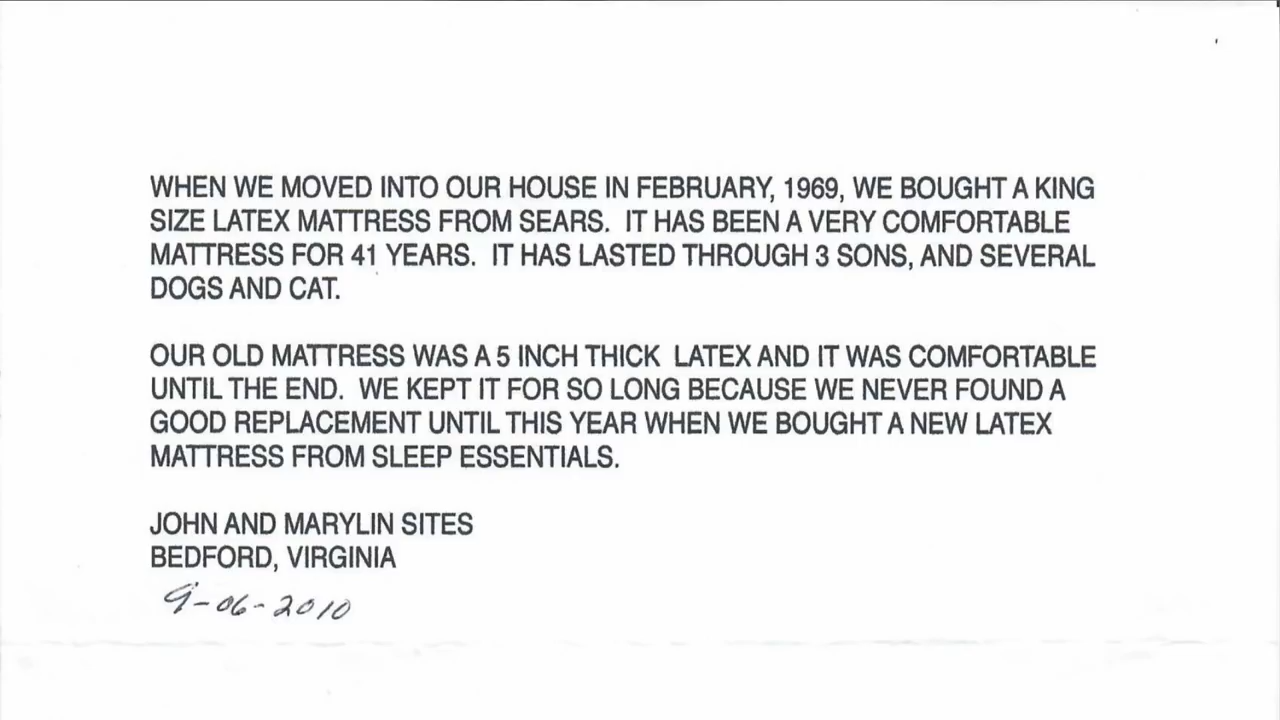 WHEN WE MOVED INTO OUR HOUSE IN FEBRUARY, 1969, WE BOUGHT A KING
SIZE LATEX MATTRESS FROM SEARS.  IT HAS BEEN A VERY COMFORTABLE
MATTRESS FOR 41 YEARS.  IT HAS LASTED THROUGH 3 SONS, AND SEVERAL
DOGS AND CAT.
OUR OLD MATTRESS WAS A 5 INCH THICK  LATEX AND IT WAS COMFORTABLE
UNTIL THE END.  WE KEPT IT FOR SO LONG BECAUSE WE NEVER FOUND A
GOOD REPLACEMENT UNTIL THIS YEAR WHEN WE BOUGHT A NEW LATEX
MATTRESS FROM SLEEP ESSENTIALS.
JOHN AND MARYLIN SITES
BEDFORD, VIRGINIA
9-06-2010